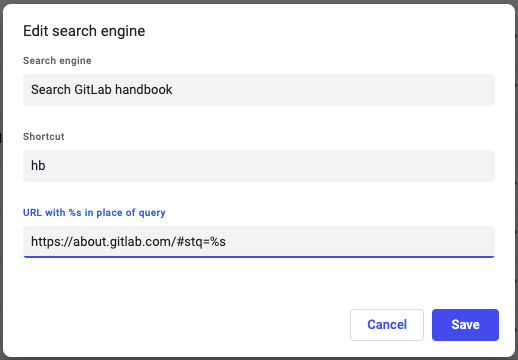 Edit search engine
Search engine
Search GitLab handbook
Shortcut
hb
URL with %s in place of query
https://about.gitlab.com/#stq=%s
Cancel Save